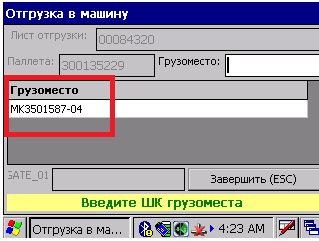 Отгрузка в машину
Лист отгрузки: 00084320
Паллета: 300135229 Грузоместо:
Грузоместо
МК3501587-04
GATE_01 Завершить (ESC)
Введите ШК грузоместа
Отгрузка в ма... 4:23 AM